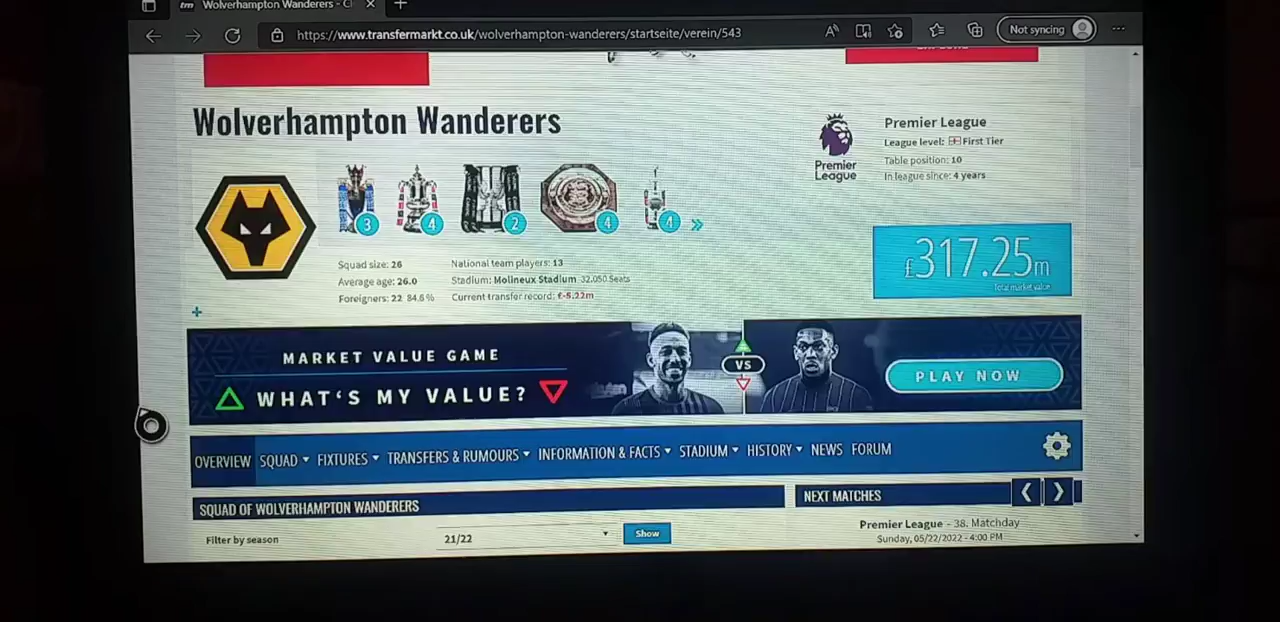 Wolverhampton Wanderers - Cl
https://www.transfermarkt.co.uk/wolverhampton-wanderers/startseite/verein/543
Not syncing
Wolverhampton Wanderers
3
4
2
4
4
Premier League
Premier League
League level: First Tier
Table position: 10
In league since: 4 years
Squad size: 26
Average age: 26.0
Foreigners: 22 84.6 %
National team players: 13
Stadium: Molineux Stadium 32.050 Seats
Current transfer record: £-5.22m
£317.25m
Total market value
MARKET VALUE GAME
WHAT'S MY VALUE?
VS
PLAY NOW
OVERVIEW SQUAD FIXTURES TRANSFERS & RUMOURS INFORMATION & FACTS STADIUM HISTORY NEWS FORUM
SQUAD OF WOLVERHAMPTON WANDERERS
Filter by season 21/22 Show
NEXT MATCHES
Premier League - 38. Matchday
Sunday, 05/22/2022 - 4:00 PM